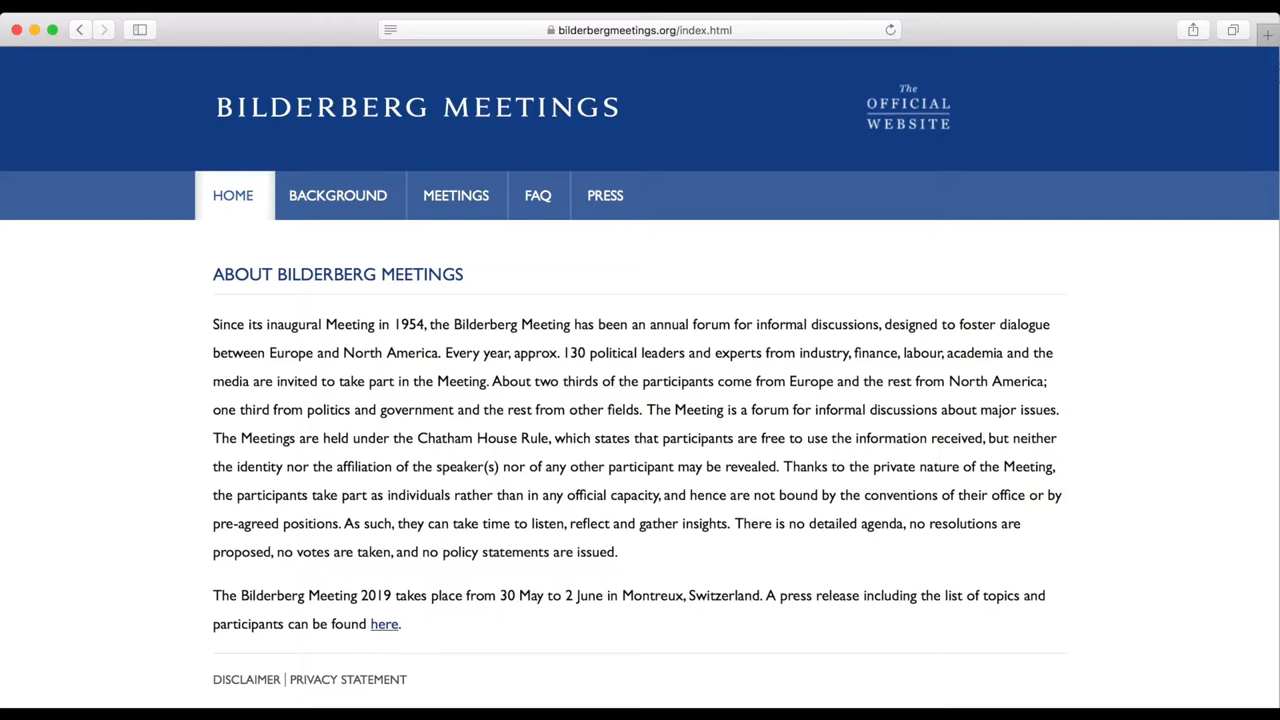 bilderbergmeetings.org/index.html
BILDERBERG MEETINGS
The
OFFICIAL
WEBSITE
HOME BACKGROUND MEETINGS FAQ PRESS
ABOUT BILDERBERG MEETINGS
Since its inaugural Meeting in 1954, the Bilderberg Meeting has been an annual forum for informal discussions, designed to foster dialogue
between Europe and North America. Every year, approx. 130 political leaders and experts from industry, finance, labour, academia and the
media are invited to take part in the Meeting. About two thirds of the participants come from Europe and the rest from North America;
one third from politics and government and the rest from other fields. The Meeting is a forum for informal discussions about major issues.
The Meetings are held under the Chatham House Rule, which states that participants are free to use the information received, but neither
the identity nor the affiliation of the speaker(s) nor of any other participant may be revealed. Thanks to the private nature of the Meeting,
the participants take part as individuals rather than in any official capacity, and hence are not bound by the conventions of their office or by
pre-agreed positions. As such, they can take time to listen, reflect and gather insights. There is no detailed agenda, no resolutions are
proposed, no votes are taken, and no policy statements are issued.
The Bilderberg Meeting 2019 takes place from 30 May to 2 June in Montreux, Switzerland. A press release including the list of topics and
participants can be found here.
DISCLAIMER | PRIVACY STATEMENT